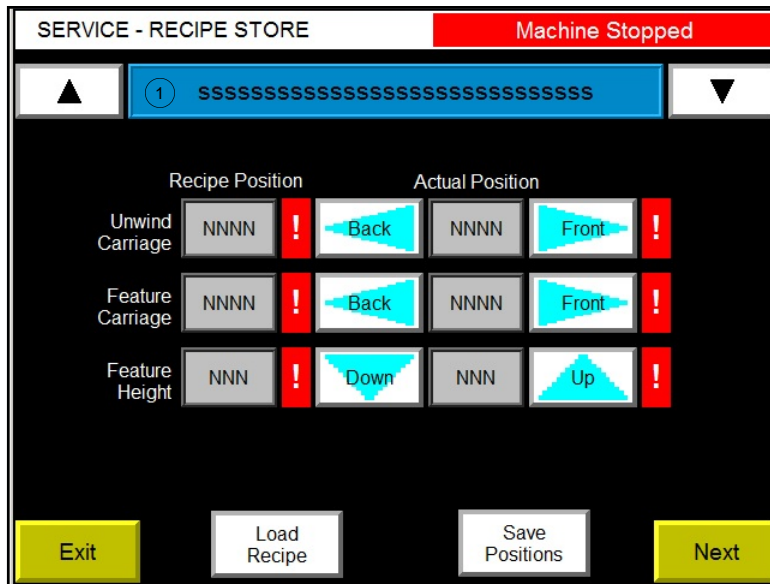 SERVICE - RECIPE STORE Machine Stopped
▲ 1 SSSSSSSSSSSSSSSSSSSSSSSSSSSSSS ▼
Recipe Position Actual Position
Unwind
Carriage NNNN ! Back NNNN Front !
Feature
Carriage NNNN ! Back NNNN Front !
Feature
Height NNN ! Down NNN Up !
Load
Recipe
Save
Positions
Exit Next